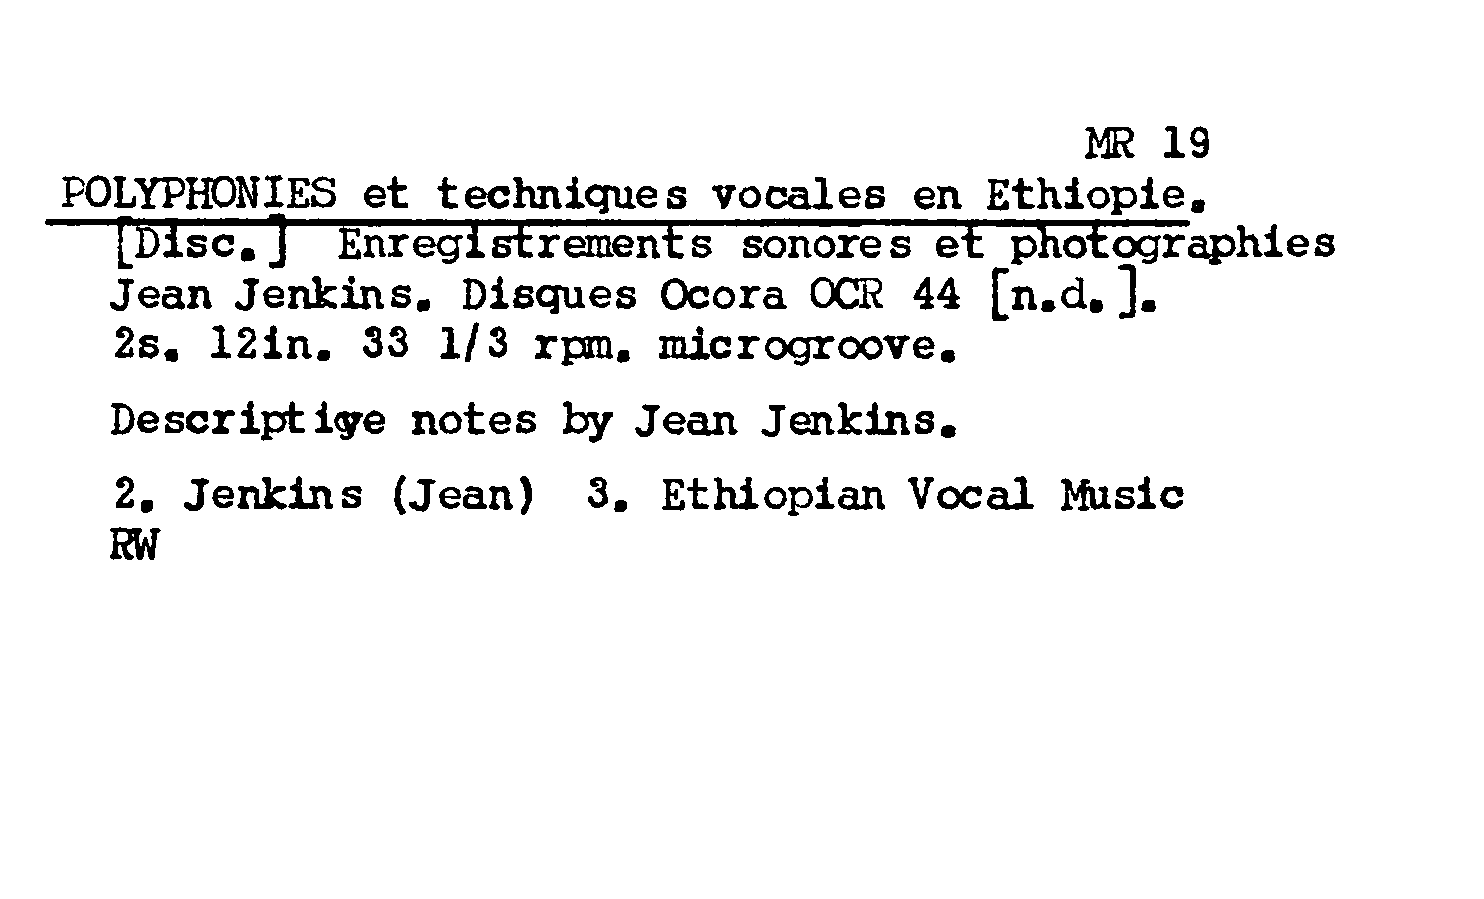 MR 19
POLYPHONIES et techniques vocales en Ethiopie.
[Disc.] Enregistrements sonores et photographies
Jean Jenkins. Disques Ocora OCR 44 [n.d.].
2s. 12in. 33 1/3 rpm. microgroove.
Descriptive notes by Jean Jenkins.
2. Jenkins (Jean) 3. Ethiopian Vocal Music
RW